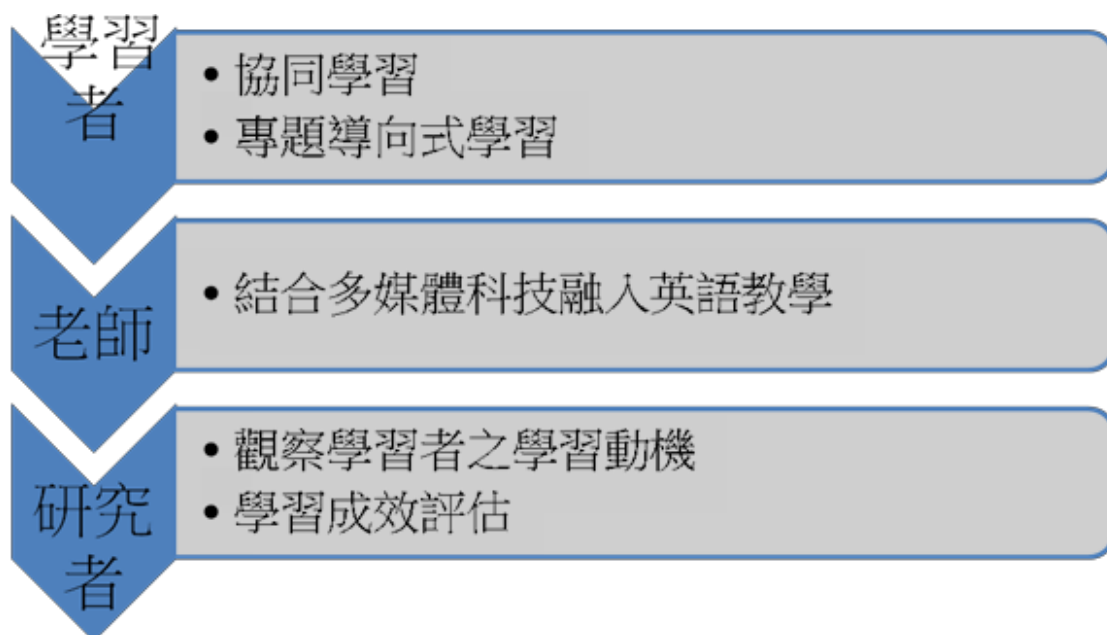 學習
者
• 協同學習
• 專題導向式學習
老師
• 結合多媒體科技融入英語教學
研究
者
• 觀察學習者之學習動機
• 學習成效評估